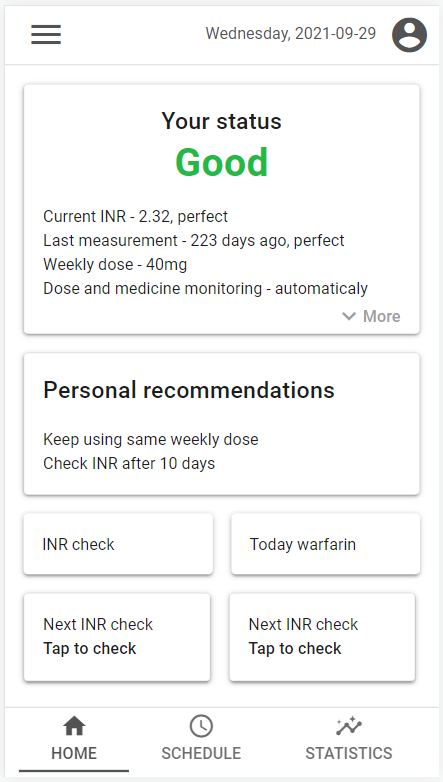 Wednesday, 2021-09-29
Your status
Good
Current INR - 2.32, perfect
Last measurement - 223 days ago, perfect
Weekly dose - 40mg
Dose and medicine monitoring - automaticaly
More
Personal recommendations
Keep using same weekly dose
Check INR after 10 days
INR check
Today warfarin
Next INR check
Tap to check
Next INR check
Tap to check
HOME
SCHEDULE
STATISTICS